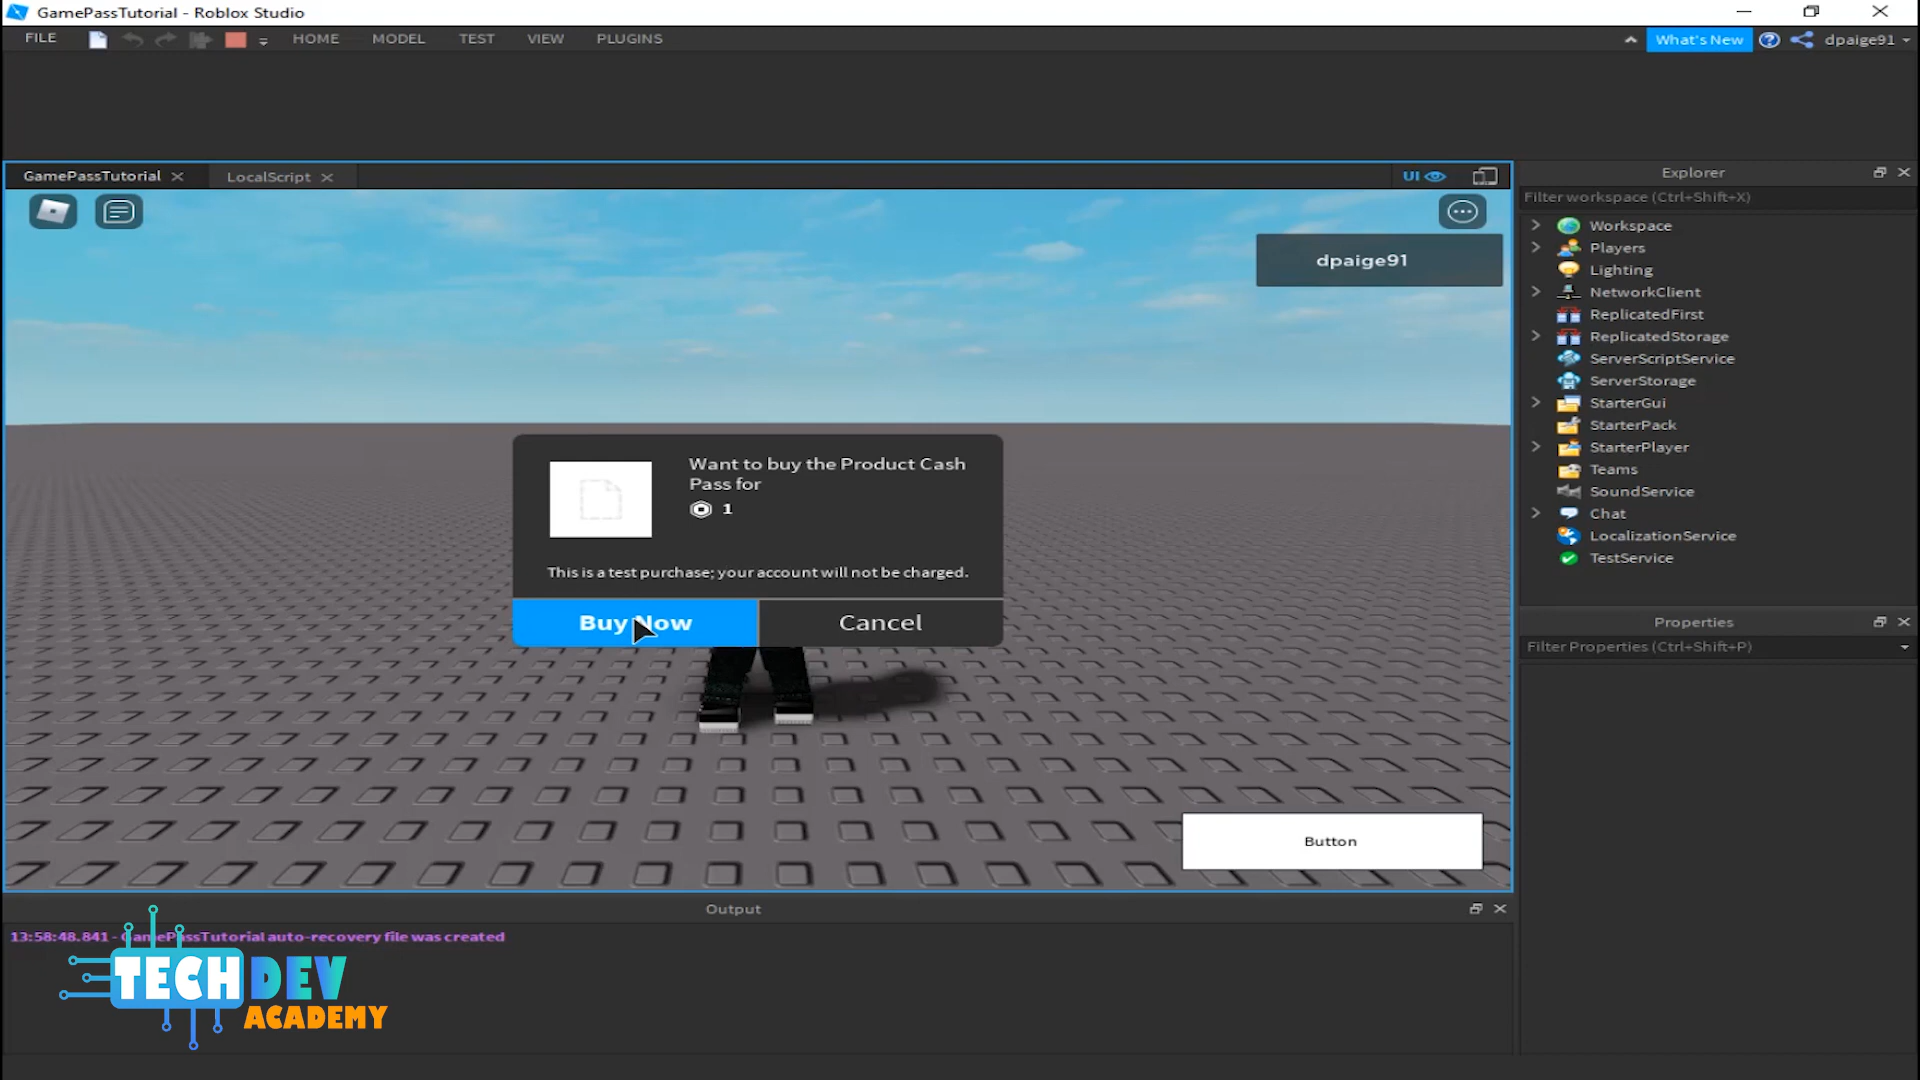 GamePassTutorial - Roblox Studio
FILE HOME MODEL TEST VIEW PLUGINS What's New dpaige91
GamePassTutorial LocalScript UI
dpaige91
Want to buy the Product Cash
Pass for
1
This is a test purchase; your account will not be charged.
Buy Now Cancel
Button
Explorer
Filter workspace (Ctrl+Shift+X)
Workspace
Players
Lighting
NetworkClient
ReplicatedFirst
ReplicatedStorage
ServerScriptService
ServerStorage
StarterGui
StarterPack
StarterPlayer
Teams
SoundService
Chat
LocalizationService
TestService
Properties
Filter Properties (Ctrl+Shift+P)
Output
13:58:48.841 - GamePassTutorial auto-recovery file was created
TECH DEV
ACADEMY